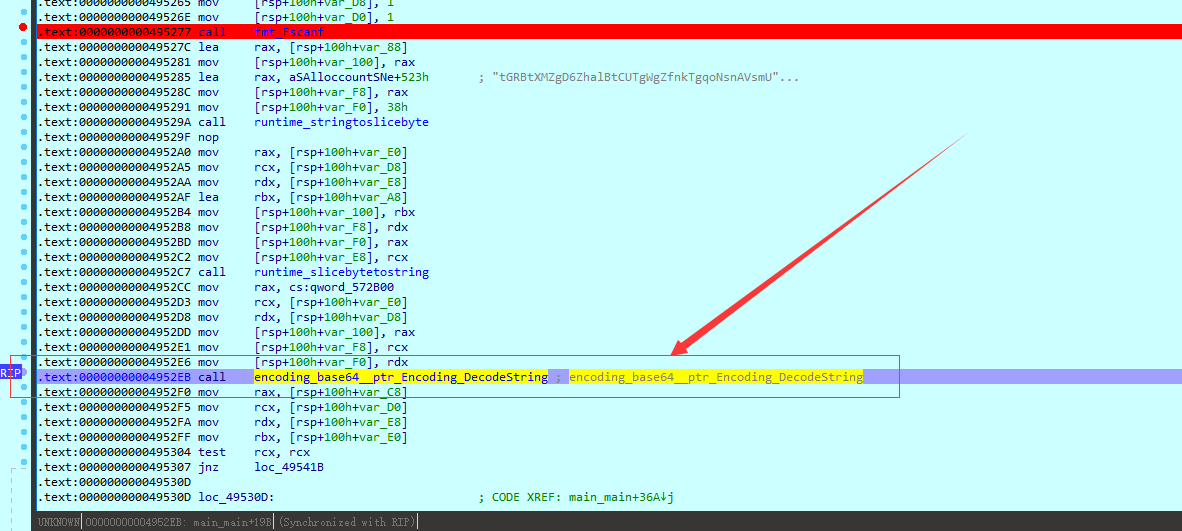 .text:0000000000495265 mov     [rsp+100h+var_D8], 1
.text:000000000049526E mov     [rsp+100h+var_D0], 1
.text:0000000000495277 call    fmt_Fscanf
.text:000000000049527C lea     rax, [rsp+100h+var_88]
.text:0000000000495281 mov     [rsp+100h+var_100], rax
.text:0000000000495285 lea     rax, aSAlloccountSNe+523h       ; "tGRBtXMZgD6ZhalBtCUTgWgZfnkTgqoNsnAVsmU"...
.text:000000000049528C mov     [rsp+100h+var_F8], rax
.text:0000000000495291 mov     [rsp+100h+var_F0], 38h
.text:000000000049529A call    runtime_stringtoslicebyte
.text:000000000049529F nop
.text:00000000004952A0 mov     rax, [rsp+100h+var_E0]
.text:00000000004952A5 mov     rcx, [rsp+100h+var_D8]
.text:00000000004952AA mov     rdx, [rsp+100h+var_E8]
.text:00000000004952AF lea     rbx, [rsp+100h+var_A8]
.text:00000000004952B4 mov     [rsp+100h+var_100], rbx
.text:00000000004952B8 mov     [rsp+100h+var_F8], rdx
.text:00000000004952BD mov     [rsp+100h+var_F0], rax
.text:00000000004952C2 mov     [rsp+100h+var_E8], rcx
.text:00000000004952C7 call    runtime_slicebytetostring
.text:00000000004952CC mov     rax, cs:qword_572B00
.text:00000000004952D3 mov     rcx, [rsp+100h+var_E0]
.text:00000000004952D8 mov     rdx, [rsp+100h+var_D8]
.text:00000000004952DD mov     [rsp+100h+var_100], rax
.text:00000000004952E1 mov     [rsp+100h+var_F8], rcx
.text:00000000004952E6 mov     [rsp+100h+var_F0], rdx
RIP .text:00000000004952EB call    encoding_base64__ptr_Encoding_DecodeString ; encoding_base64__ptr_Encoding_DecodeString
.text:00000000004952F0 mov     rax, [rsp+100h+var_C8]
.text:00000000004952F5 mov     rcx, [rsp+100h+var_D0]
.text:00000000004952FA mov     rdx, [rsp+100h+var_E8]
.text:00000000004952FF mov     rbx, [rsp+100h+var_E0]
.text:0000000000495304 test    rcx, rcx
.text:0000000000495307 jnz     loc_49541B
.text:000000000049530D
.text:000000000049530D loc_49530D:                             ; CODE XREF: main_main+36A↓j
UNKNOWN 00000000004952EB: main_main+19B (Synchronized with RIP)